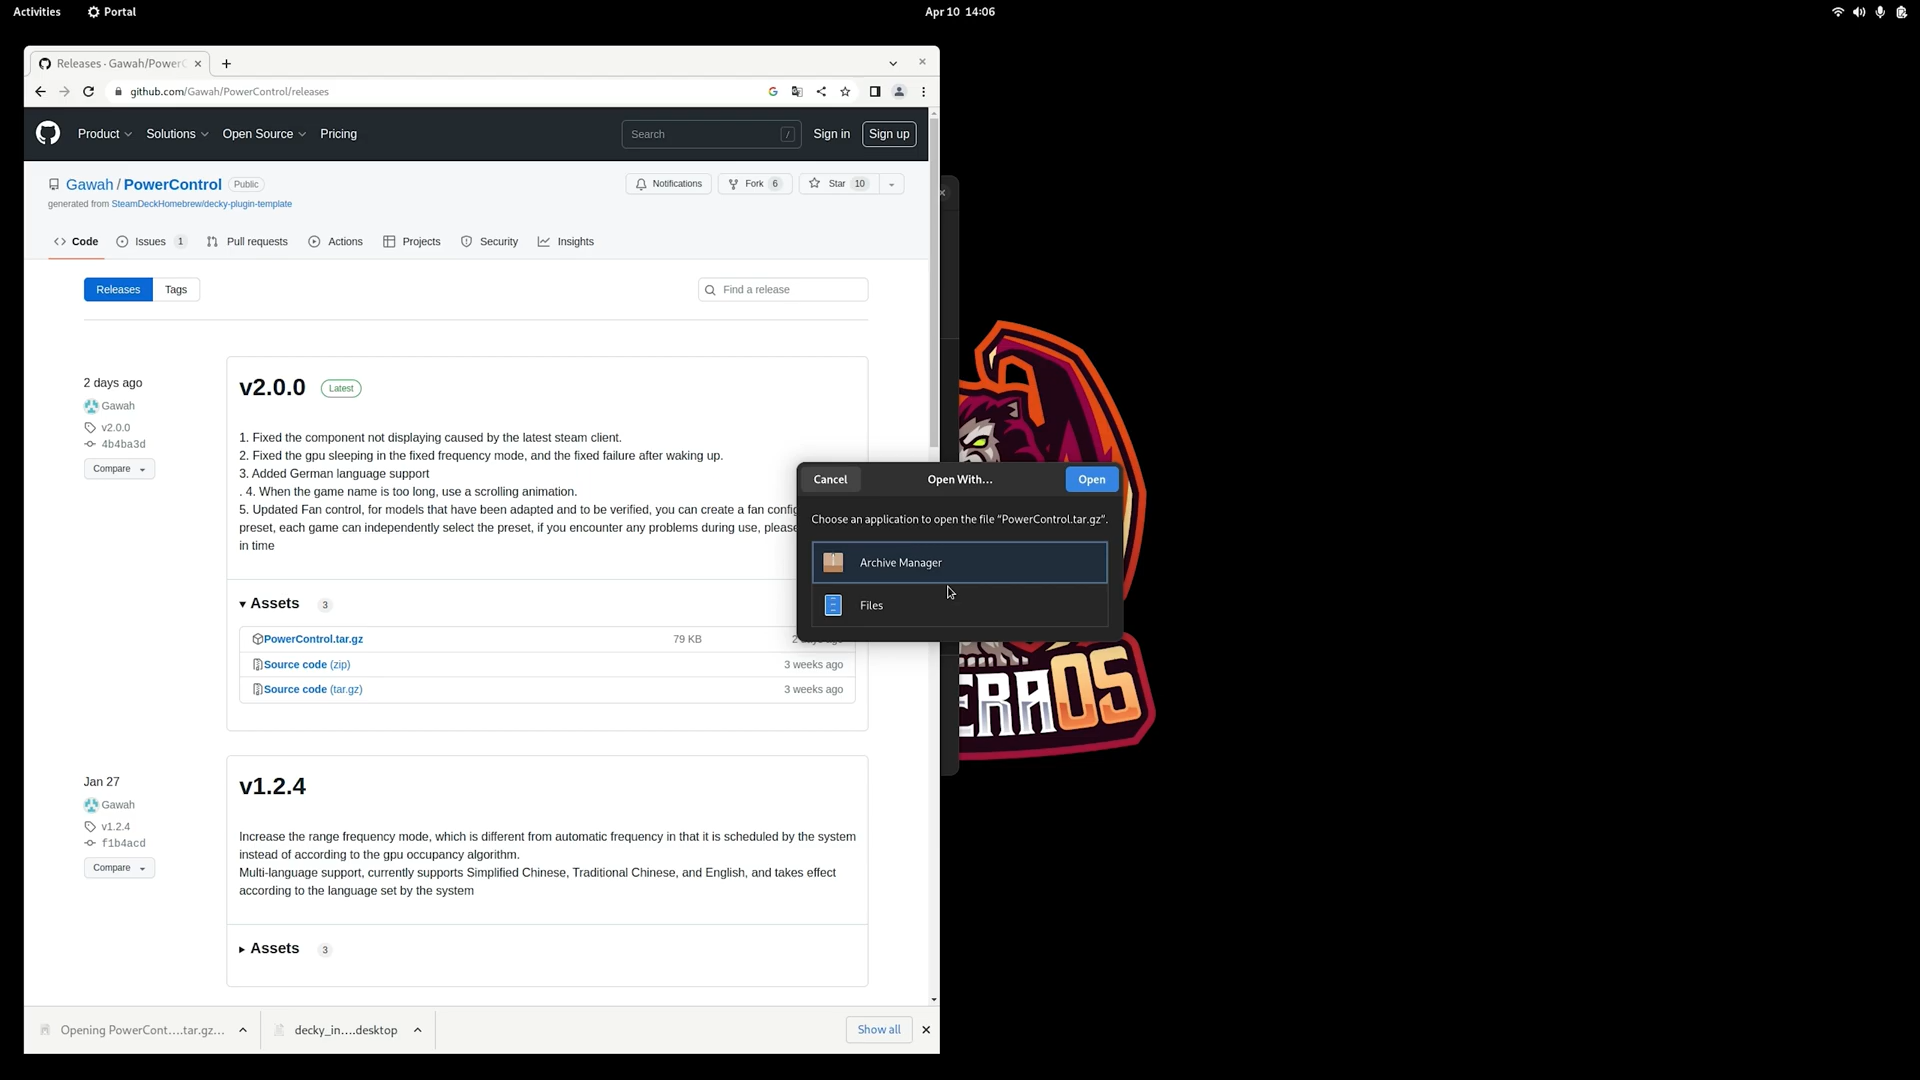 Activities
Portal
Apr 10 14:06
Releases · Gawah/PowerC
github.com/Gawah/PowerControl/releases
Product
Solutions
Open Source
Pricing
Search
/
Sign in
Sign up
Gawah / PowerControl
Public
Notifications
Fork 6
Star 10
generated from SteamDeckHomebrew/decky-plugin-template
Code
Issues 1
Pull requests
Actions
Projects
Security
Insights
Releases
Tags
Find a release
2 days ago
Gawah
v2.0.0
4b4ba3d
Compare
v2.0.0
Latest
1. Fixed the component not displaying caused by the latest steam client.
2. Fixed the gpu sleeping in the fixed frequency mode, and the fixed failure after waking up.
3. Added German language support
. 4. When the game name is too long, use a scrolling animation.
5. Updated Fan control, for models that have been adapted and to be verified, you can create a fan config
preset, each game can independently select the preset, if you encounter any problems during use, please
in time
Assets 3
PowerControl.tar.gz
79 KB
Source code (zip)
3 weeks ago
Source code (tar.gz)
3 weeks ago
Cancel
Open With...
Open
Choose an application to open the file “PowerControl.tar.gz”.
Archive Manager
Files
ERAOS
Jan 27
Gawah
v1.2.4
f1b4acd
Compare
v1.2.4
Increase the range frequency mode, which is different from automatic frequency in that it is scheduled by the system
instead of according to the gpu occupancy algorithm.
Multi-language support, currently supports Simplified Chinese, Traditional Chinese, and English, and takes effect
according to the language set by the system
Assets 3
Opening PowerCont....tar.gz...
decky_in....desktop
Show all